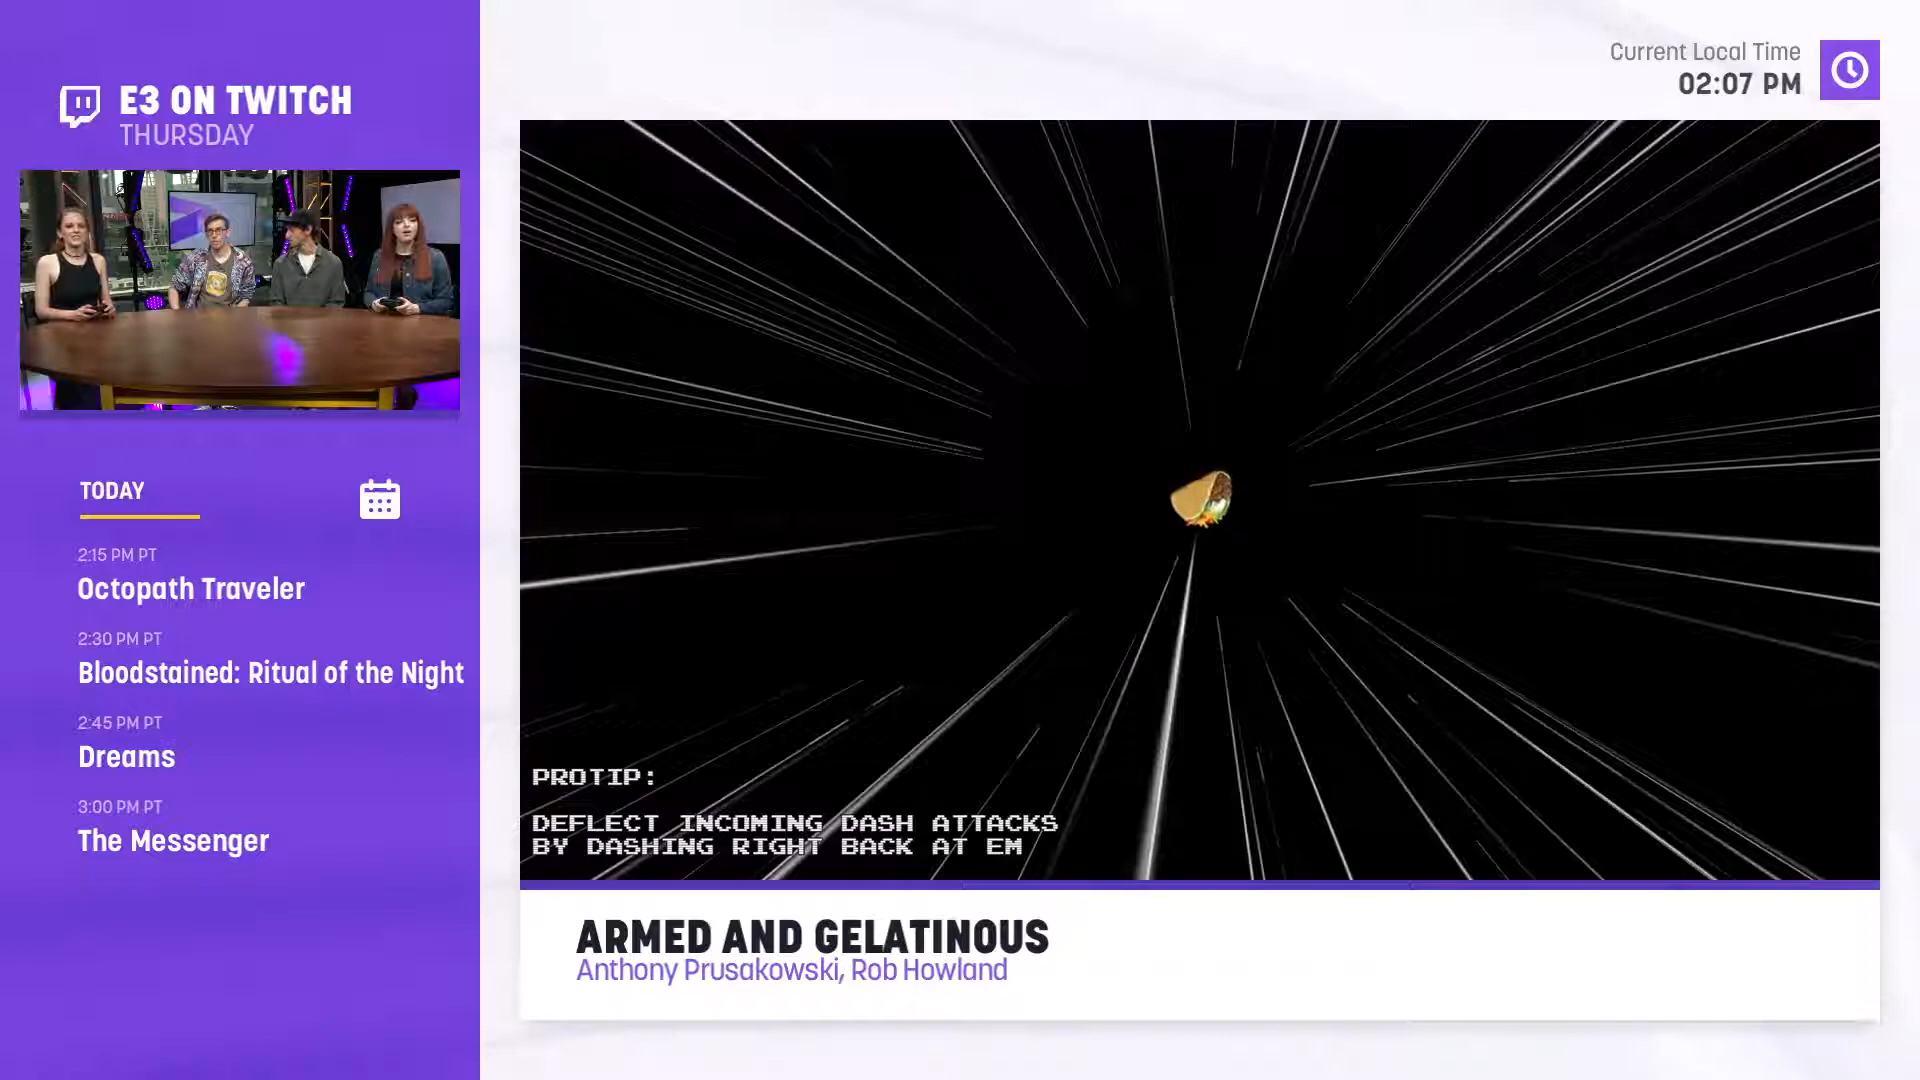 E3 ON TWITCH
THURSDAY
TODAY
2:15 PM PT
Octopath Traveler
2:30 PM PT
Bloodstained: Ritual of the Night
2:45 PM PT
Dreams
3:00 PM PT
The Messenger
Current Local Time
02:07 PM
PROTIP:
DEFLECT INCOMING DASH ATTACKS
BY DASHING RIGHT BACK AT EM
ARMED AND GELATINOUS
Anthony Prusakowski, Rob Howland